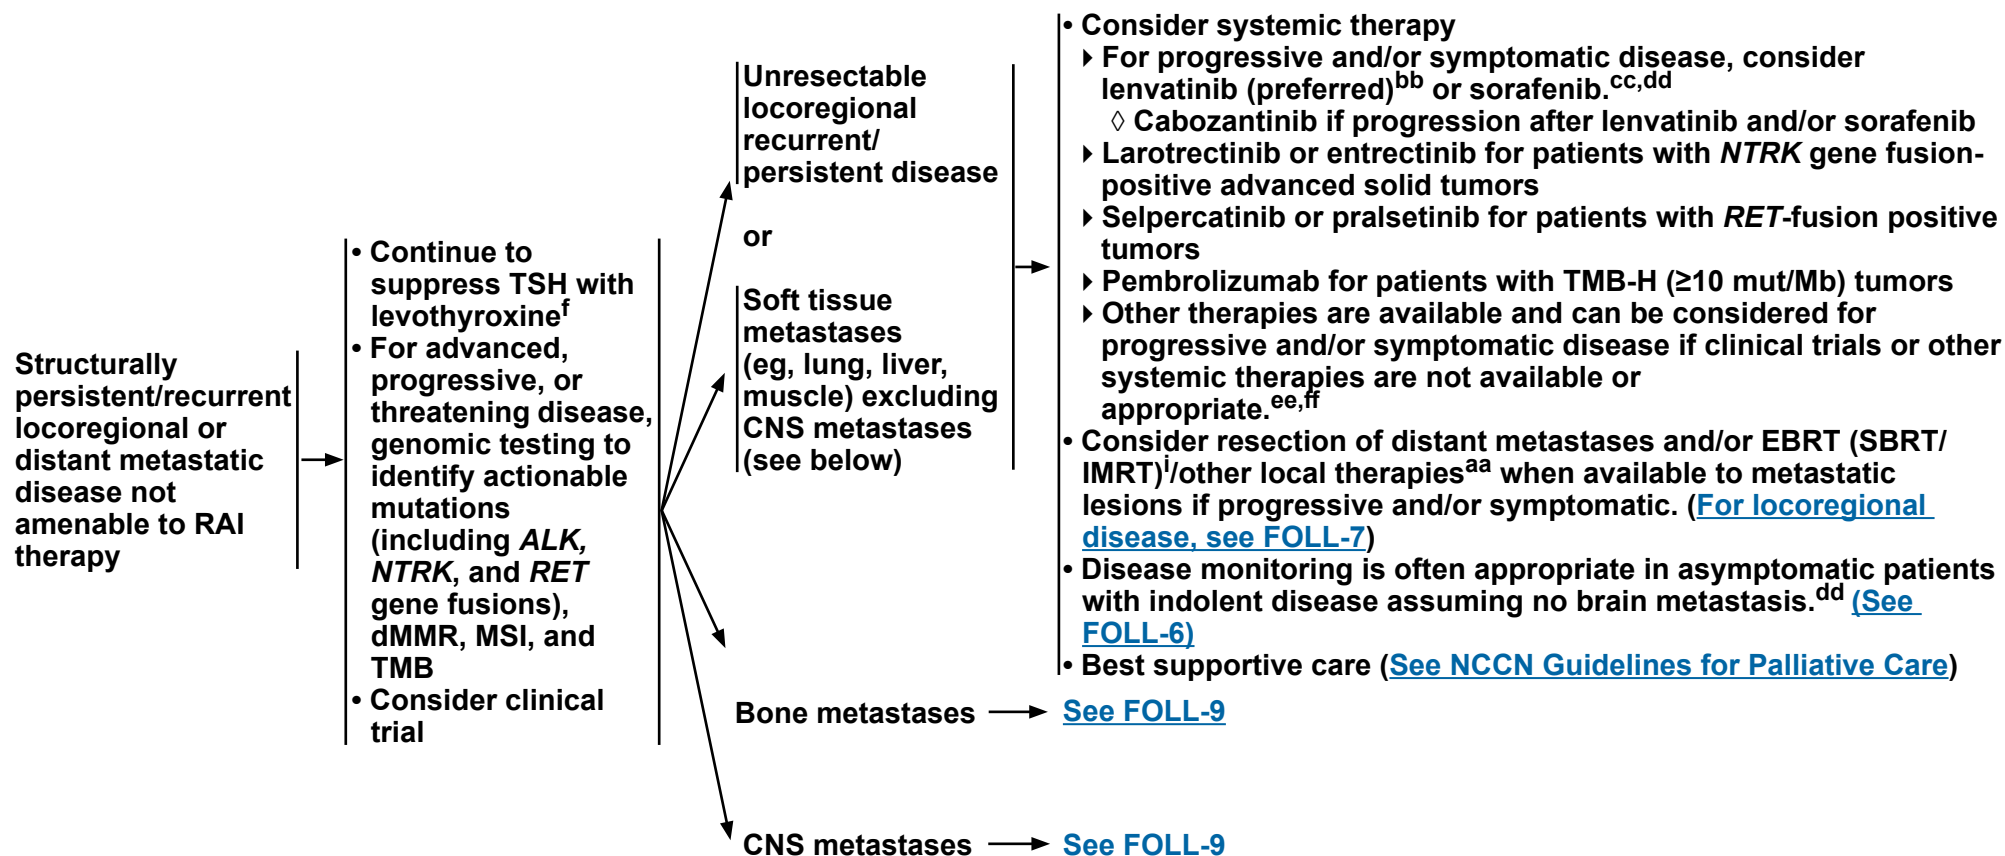 Structurally
persistent/recurrent
locoregional or
distant metastatic
disease not
amenable to RAI
therapy
• Continue to
suppress TSH with
levothyroxinef
• For advanced,
progressive, or
threatening disease,
genomic testing to
identify actionable
mutations
(including ALK,
NTRK, and RET
gene fusions),
dMMR, MSI, and
TMB
• Consider clinical
trial
Unresectable
locoregional
recurrent/
persistent disease
or
Soft tissue
metastases
(eg, lung, liver,
muscle) excluding
CNS metastases
(see below)
• Consider systemic therapy
▸ For progressive and/or symptomatic disease, consider
lenvatinib (preferred)bb or sorafenib.cc,dd
◊ Cabozantinib if progression after lenvatinib and/or sorafenib
▸ Larotrectinib or entrectinib for patients with NTRK gene fusion-
positive advanced solid tumors
▸ Selpercatinib or pralsetinib for patients with RET-fusion positive
tumors
▸ Pembrolizumab for patients with TMB-H (≥10 mut/Mb) tumors
▸ Other therapies are available and can be considered for
progressive and/or symptomatic disease if clinical trials or other
systemic therapies are not available or
appropriate.ee,ff
• Consider resection of distant metastases and/or EBRT (SBRT/
IMRT)i/other local therapiesaa when available to metastatic
lesions if progressive and/or symptomatic. (For locoregional
disease, see FOLL-7)
• Disease monitoring is often appropriate in asymptomatic patients
with indolent disease assuming no brain metastasis.dd (See
FOLL-6)
• Best supportive care (See NCCN Guidelines for Palliative Care)
Bone metastases
See FOLL-9
CNS metastases
See FOLL-9